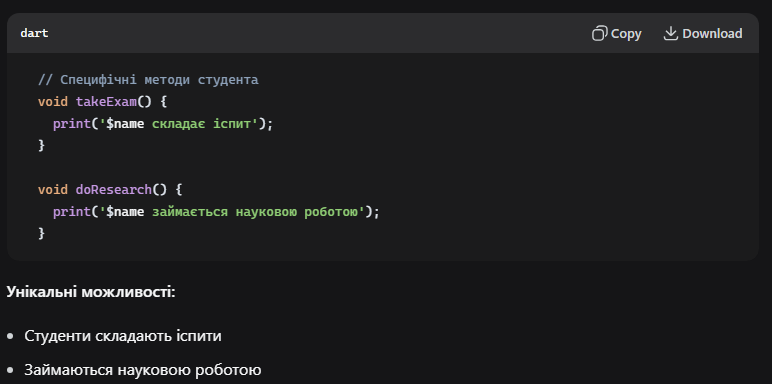 dart
Copy
Download
// Специфічні методи студента
void takeExam() {
  print('$name складає іспит');
}
void doResearch() {
  print('$name займається науковою роботою');
}
Унікальні можливості:
• Студенти складають іспити
• Займаються науковою роботою